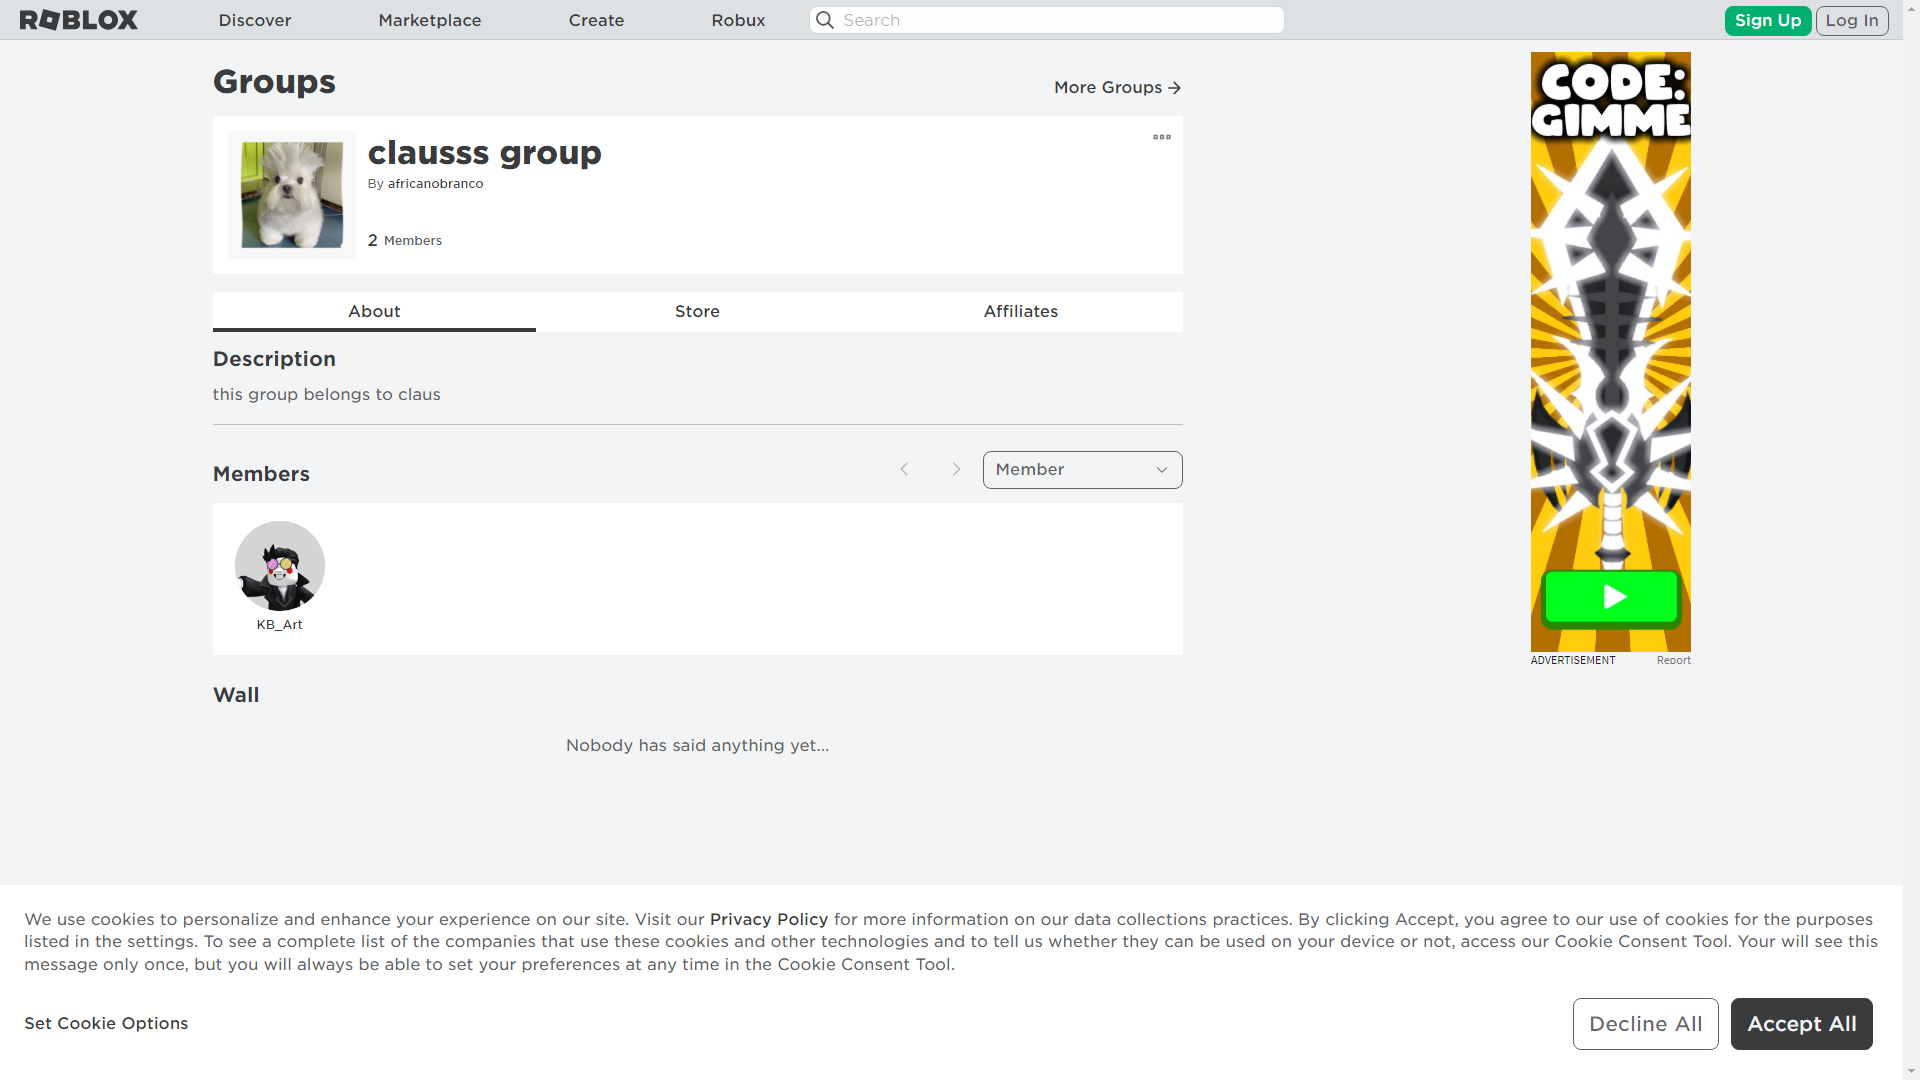 ROBLOX
Discover
Marketplace
Create
Robux
Search
Sign Up
Log In
Groups
More Groups
clausss group
By africanobranco
2 Members
About
Store
Affiliates
Description
this group belongs to claus
Members
Member
KB_Art
Wall
Nobody has said anything yet...
CODE:
GIMME
ADVERTISEMENT
Report
We use cookies to personalize and enhance your experience on our site. Visit our Privacy Policy for more information on our data collections practices. By clicking Accept, you agree to our use of cookies for the purposes
listed in the settings. To see a complete list of the companies that use these cookies and other technologies and to tell us whether they can be used on your device or not, access our Cookie Consent Tool. Your will see this
message only once, but you will always be able to set your preferences at any time in the Cookie Consent Tool.
Set Cookie Options
Decline All
Accept All